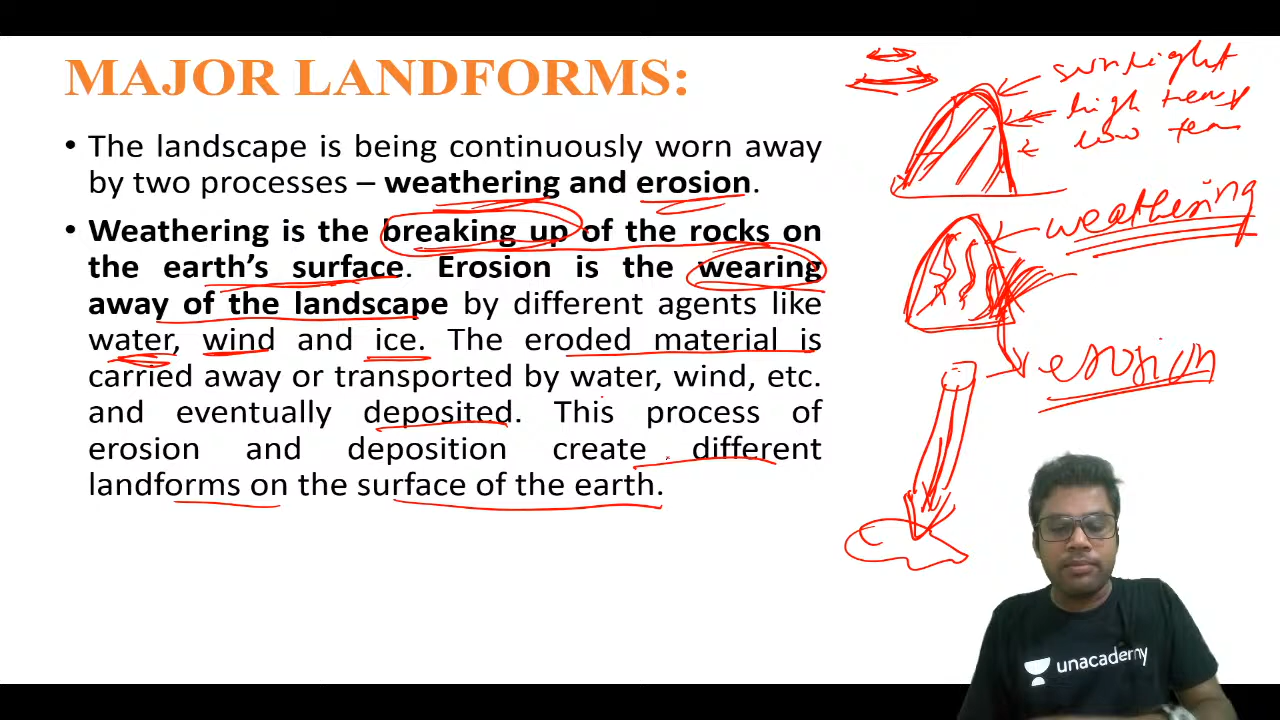 MAJOR LANDFORMS:
• The landscape is being continuously worn away
by two processes – weathering and erosion.
• Weathering is the breaking up of the rocks on
the earth's surface. Erosion is the wearing
away of the landscape by different agents like
water, wind and ice. The eroded material is
carried away or transported by water, wind, etc.
and eventually deposited. This process of
erosion and deposition create different
landforms on the surface of the earth.
sunlight
high temp
low tem
weathering
erosion
unacademy